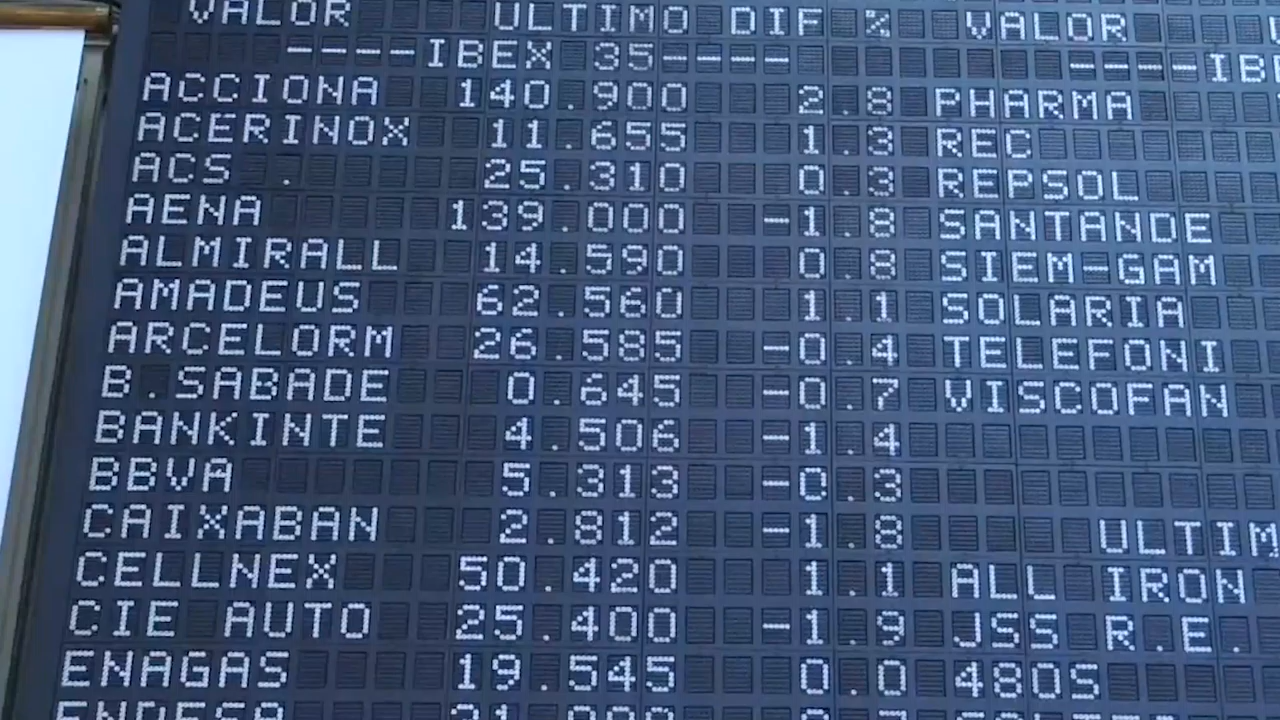 VALOR ULTIMO DIF % VALOR
----IBEX 35---- ----IBE
ACCIONA 140.900 2.8 PHARMA
ACERINOX 11.655 1.3 REC
ACS . 25.310 0.3 REPSOL
AENA 139.000 -1.8 SANTANDE
ALMIRALL 14.590 0.8 SIEM-GAM
AMADEUS 62.560 1.1 SOLARIA
ARCELORM 26.585 -0.4 TELEFONI
B.SABADE 0.645 -0.7 VISCOFAN
BANKINTE 4.506 -1.4
BBVA 5.313 -0.3
CAIXABAN 2.812 -1.8 ULTIM
CELLNEX 50.420 1.1 ALL IRON
CIE AUTO 25.400 -1.9 JSS R.E.
ENAGAS 19.545 0.0 480S
ENDESA